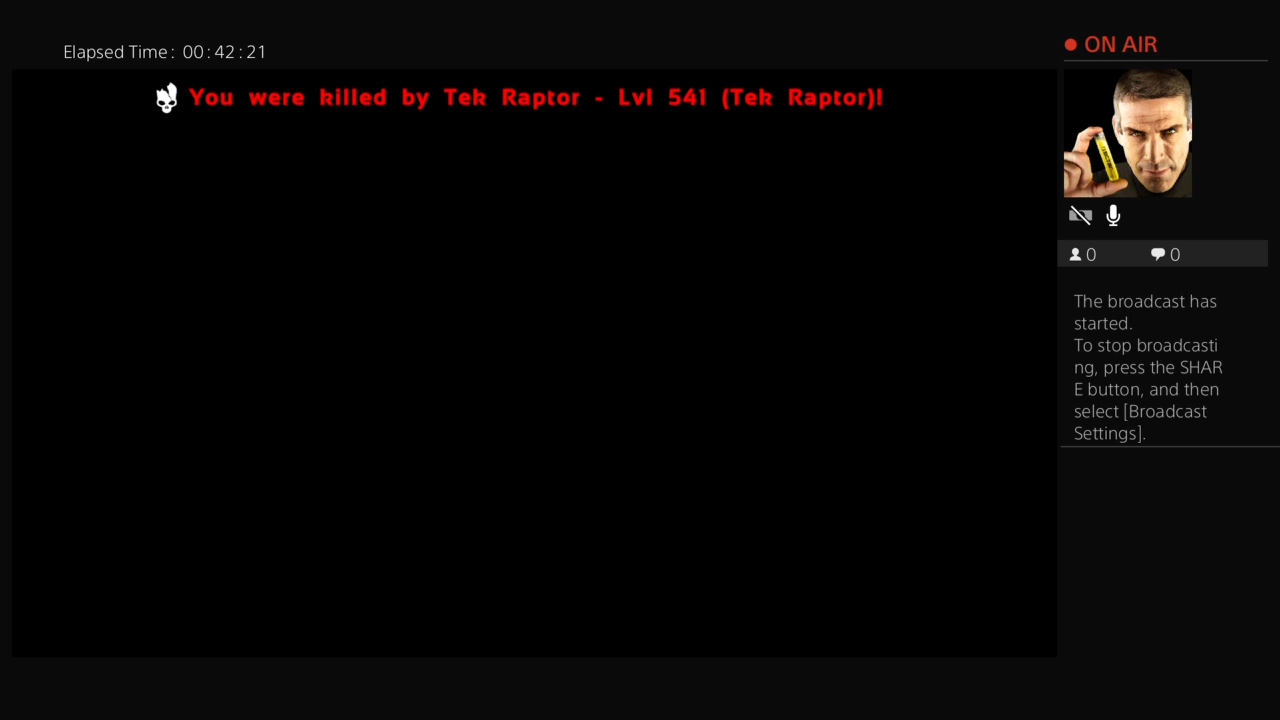 Elapsed Time: 00:42:21
ON AIR
You were killed by Tek Raptor - Lvl 541 (Tek Raptor)!
0
0
The broadcast has
started.
To stop broadcasti
ng, press the SHAR
E button, and then
select [Broadcast
Settings].